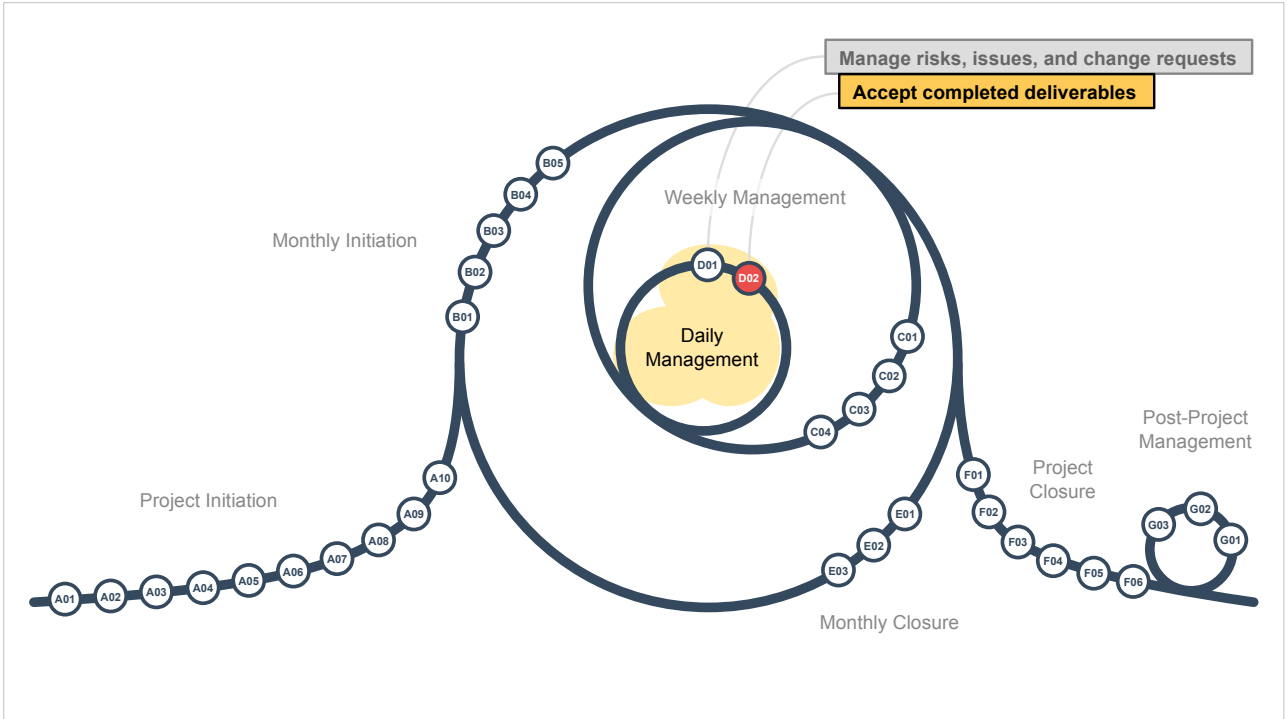 Manage risks, issues, and change requests
Accept completed deliverables
B05
B04
B03
B02
B01
Monthly Initiation
Weekly Management
D01
D02
Daily
Management
C01
C02
C03
C04
Project Initiation
A01
A02
A03
A04
A05
A06
A07
A08
A09
A10
E01
E02
E03
Monthly Closure
F01
F02
F03
F04
F05
F06
Project
Closure
Post-Project
Management
G03
G02
G01